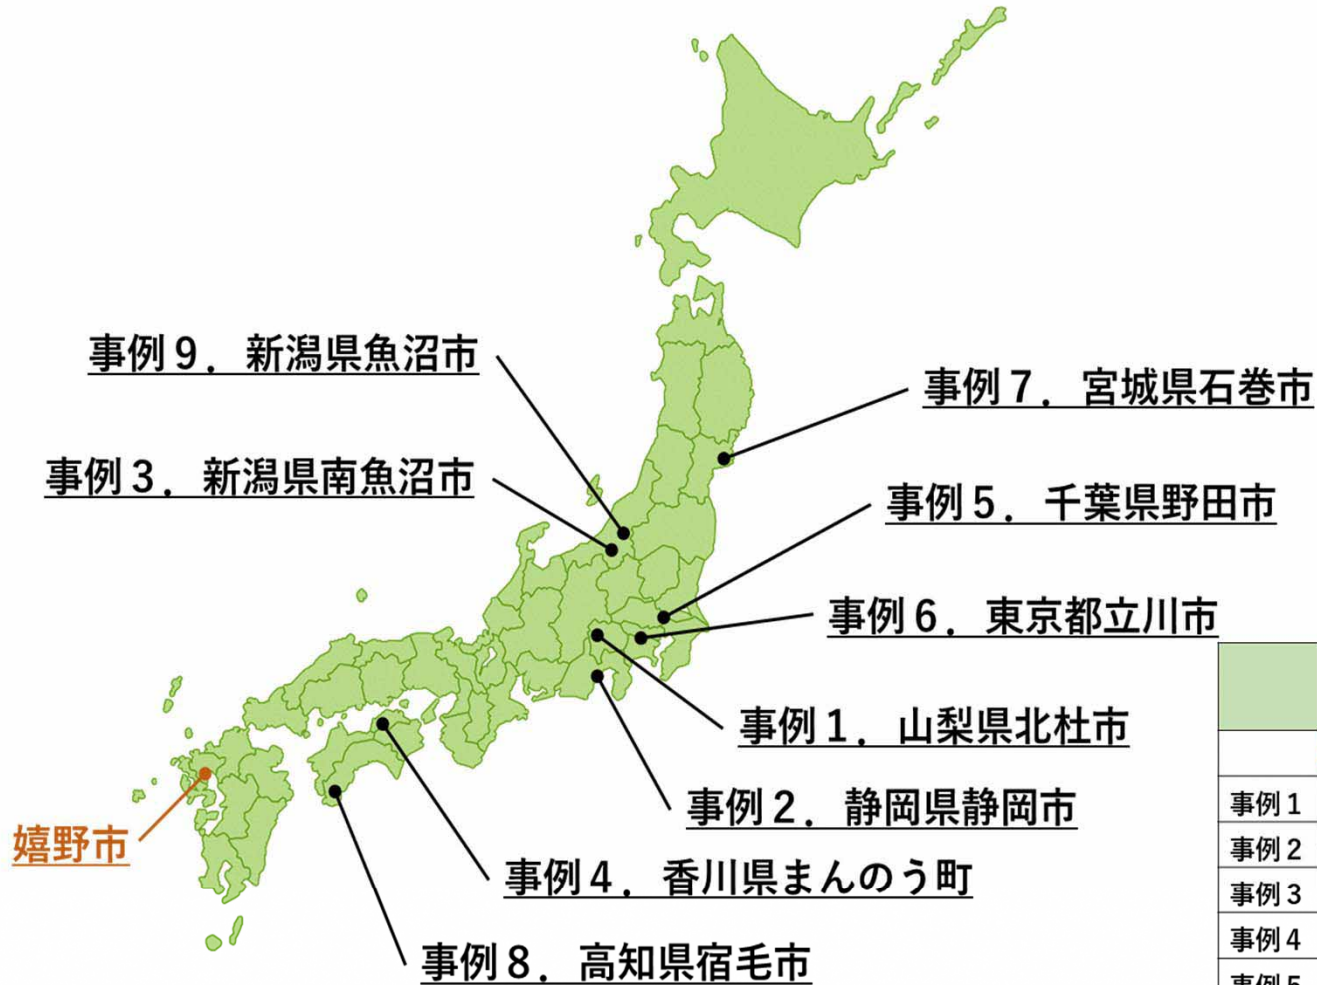 事例９．新潟県魚沼市
事例７．宮城県石巻市
事例３．新潟県南魚沼市
事例５．千葉県野田市
事例６．東京都立川市
事例１．山梨県北杜市
事例２．静岡県静岡市
嬉野市
事例４．香川県まんのう町
事例８．高知県宿毛市
事例１
事例２
事例３
事例４
事例５